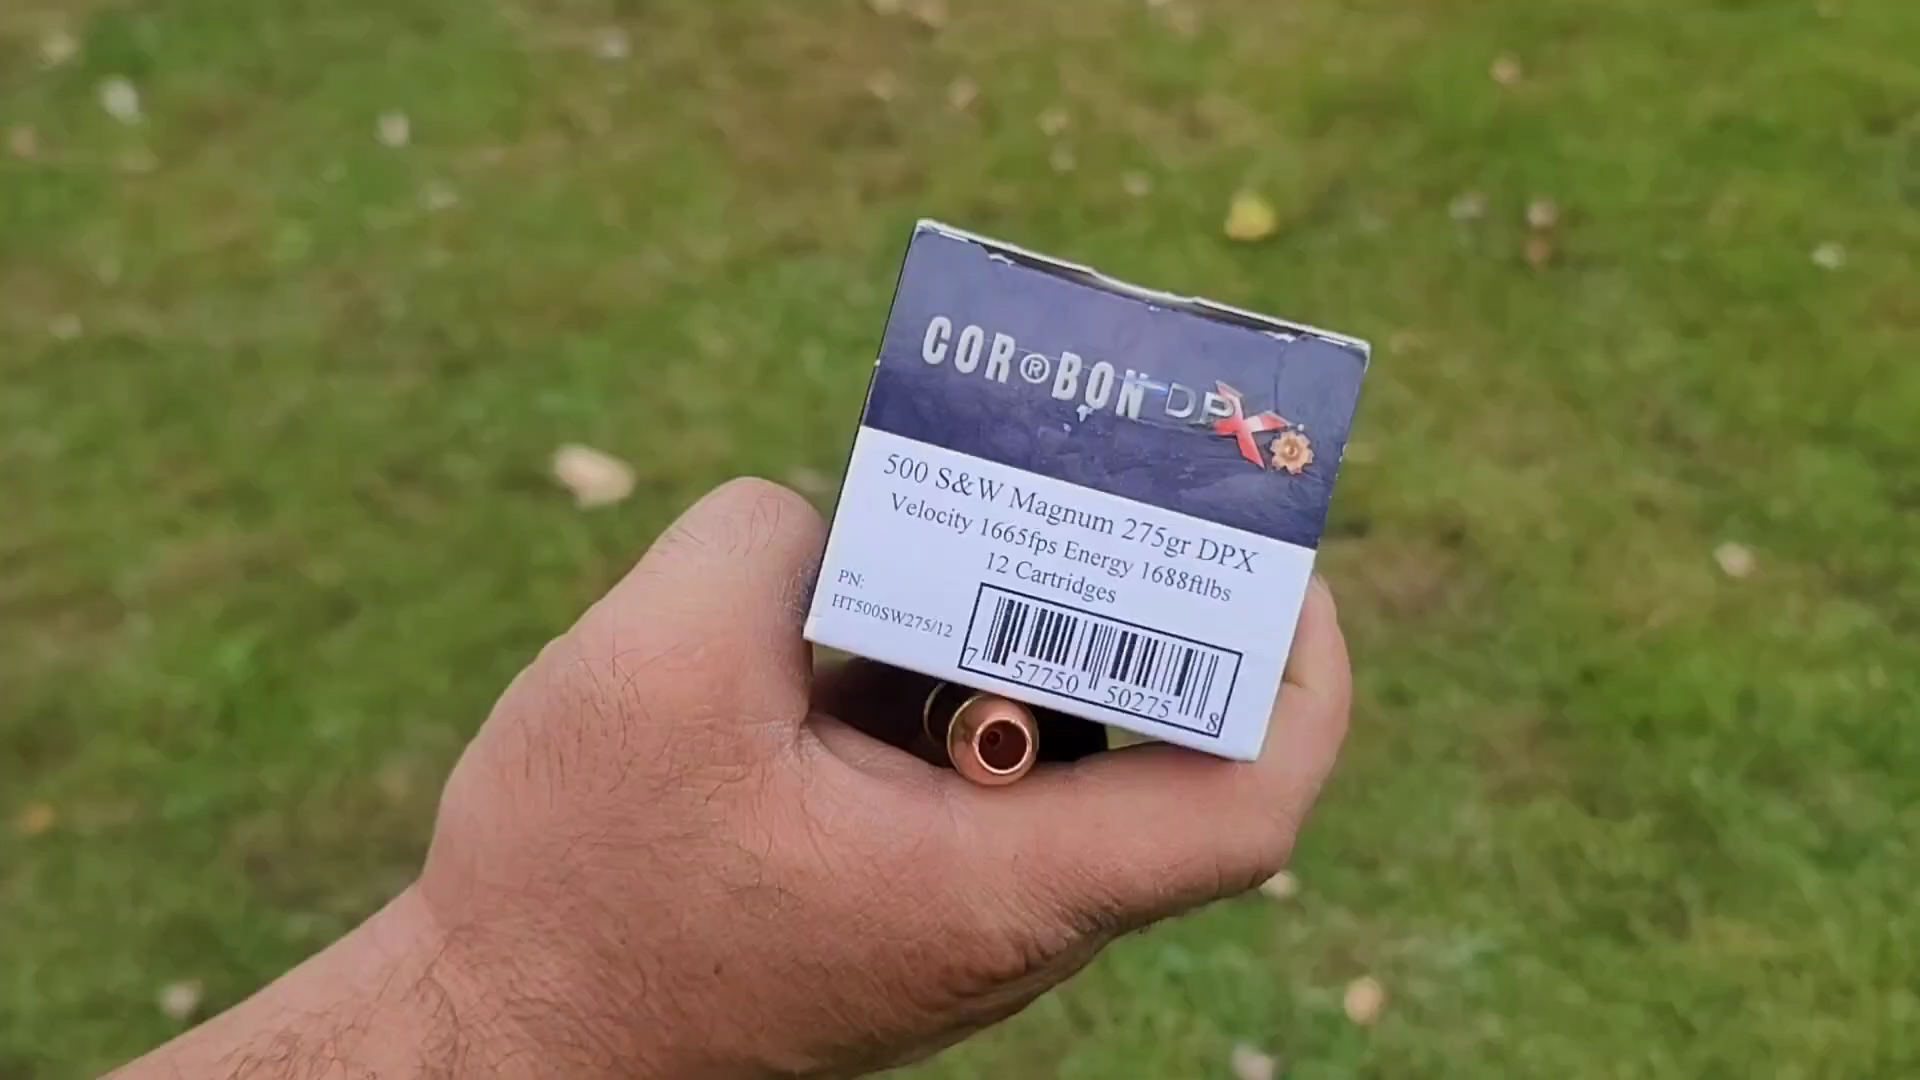 COR®BON DPX
500 S&W Magnum 275gr DPX
Velocity 1665fps Energy 1688ftlbs
12 Cartridges
PN:
HT500SW275/12
7 57750 50275 8